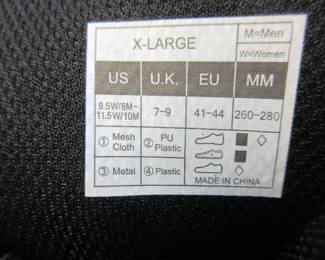 X-LARGE M=Men
W=Women
US U.K. EU MM
9.5W/8M-
11.5W/10M 7-9 41-44 260-280
① Mesh Cloth ② PU Plastic
③ Metal ④ Plastic
MADE IN CHINA